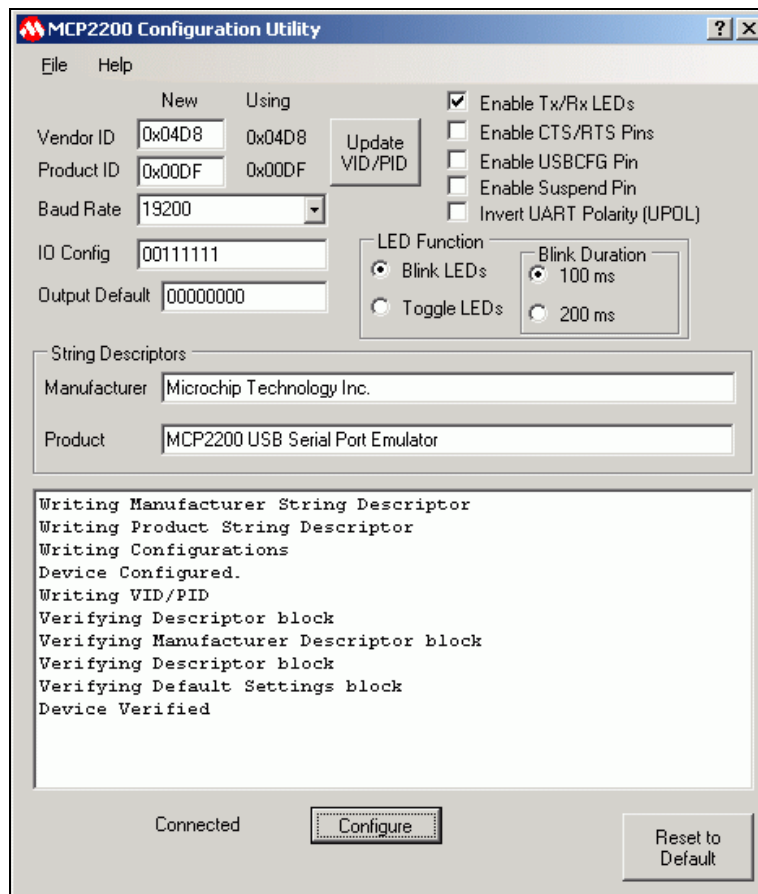 MCP2200 Configuration Utility
File Help
New Using
Vendor ID 0x04D8 0x04D8
Product ID 0x00DF 0x00DF
Update
VID/PID
Baud Rate 19200
IO Config 00111111
Output Default 00000000
Enable Tx/Rx LEDs
Enable CTS/RTS Pins
Enable USBCFG Pin
Enable Suspend Pin
Invert UART Polarity (UPOL)
LED Function
Blink LEDs
Toggle LEDs
Blink Duration
100 ms
200 ms
String Descriptors
Manufacturer Microchip Technology Inc.
Product MCP2200 USB Serial Port Emulator
Writing Manufacturer String Descriptor
Writing Product String Descriptor
Writing Configurations
Device Configured.
Writing VID/PID
Verifying Descriptor block
Verifying Manufacturer Descriptor block
Verifying Descriptor block
Verifying Default Settings block
Device Verified
Connected Configure
Reset to
Default